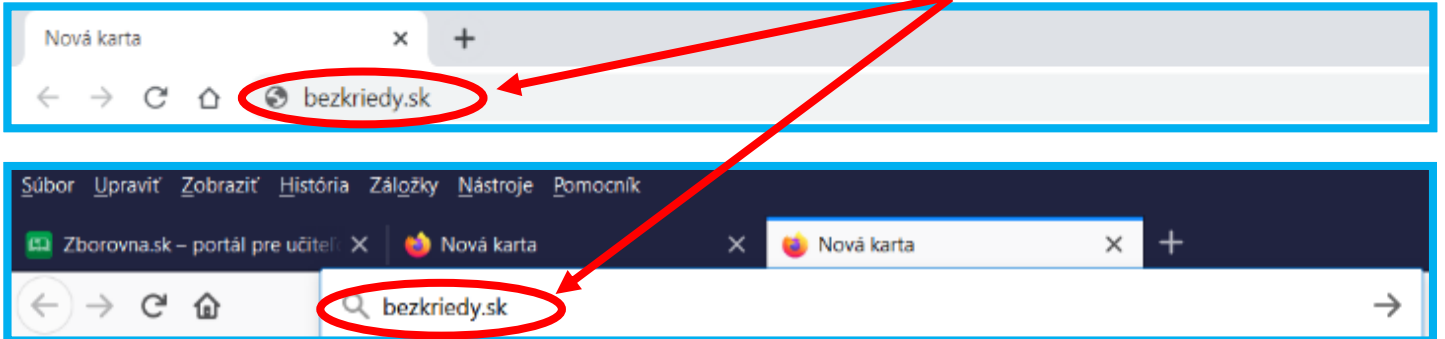 Nová karta
bezkriedy.sk
Súbor Upraviť Zobraziť História Záložky Nástroje Pomocník
Zborovna.sk – portál pre učiteľ Nová karta Nová karta
bezkriedy.sk